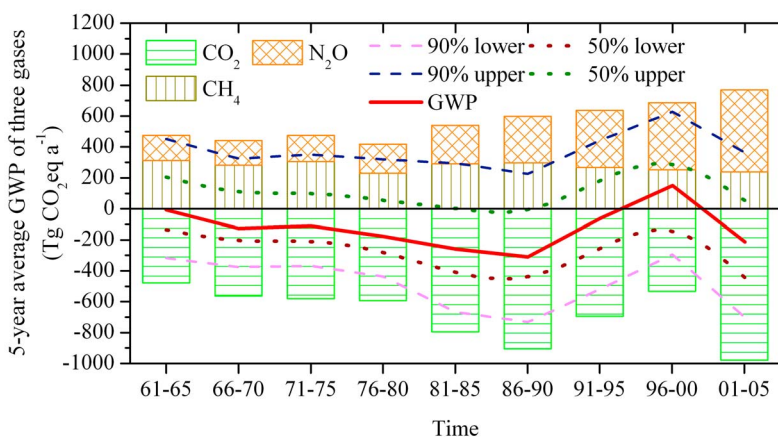 5-year average GWP of three gases
(Tg CO₂eq a⁻¹)
1200
1000
800
600
400
200
0
-200
-400
-600
-800
-1000
CO₂
N₂O
CH₄
90% lower
50% lower
90% upper
50% upper
GWP
61-65 66-70 71-75 76-80 81-85 86-90 91-95 96-00 01-05
Time